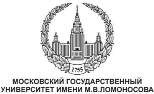 1755
МОСКОВСКИЙ ГОСУДАРСТВЕННЫЙ
УНИВЕРСИТЕТ ИМЕНИ М.В.ЛОМОНОСОВА